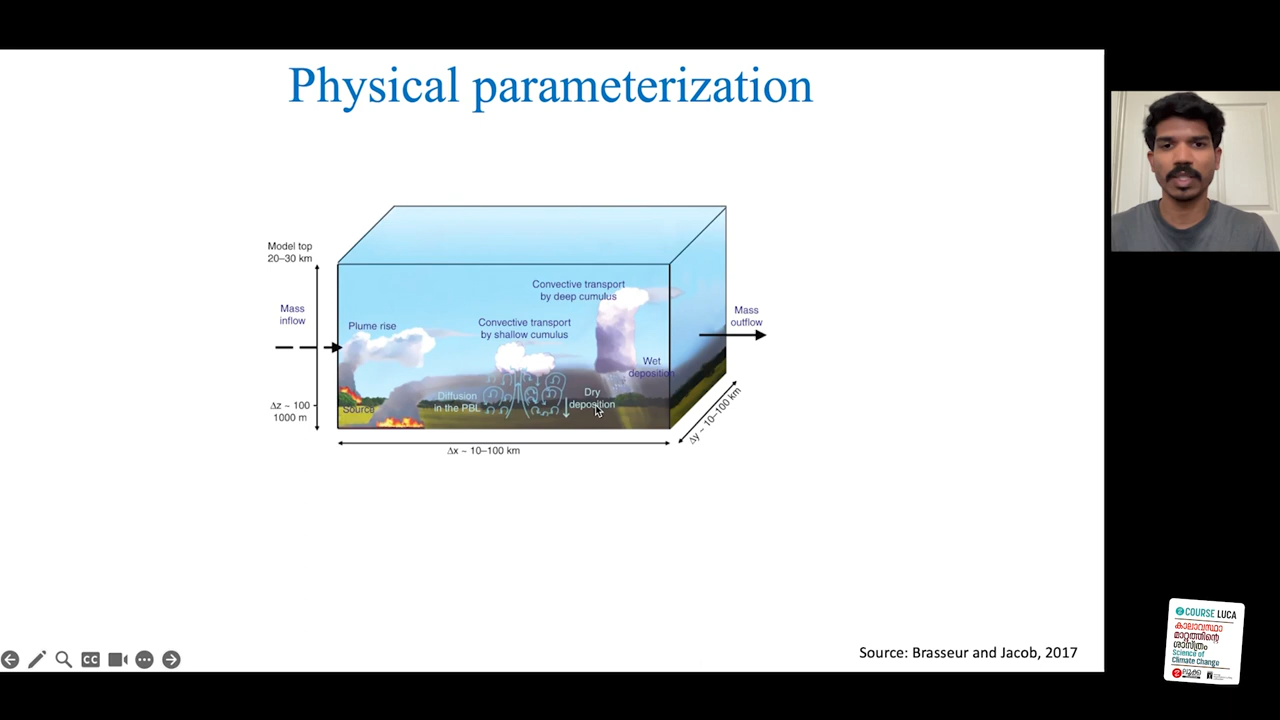 Physical parameterization
Model top
20–30 km
Convective transport
by deep cumulus
Mass
inflow
Mass
outflow
Plume rise
Convective transport
by shallow cumulus
Wet
deposition
Δz ~ 100
1000 m
Source
Diffusion
in the PBL
Dry
deposition
Δy ~ 10–100 km
Δx ~ 10–100 km
CC
Source: Brasseur and Jacob, 2017
COURSE LUCA
കാലാവസ്ഥാ
മാറ്റത്തിന്റെ
ശാസ്ത്രം
Science of
Climate Change
ലൂക്ക